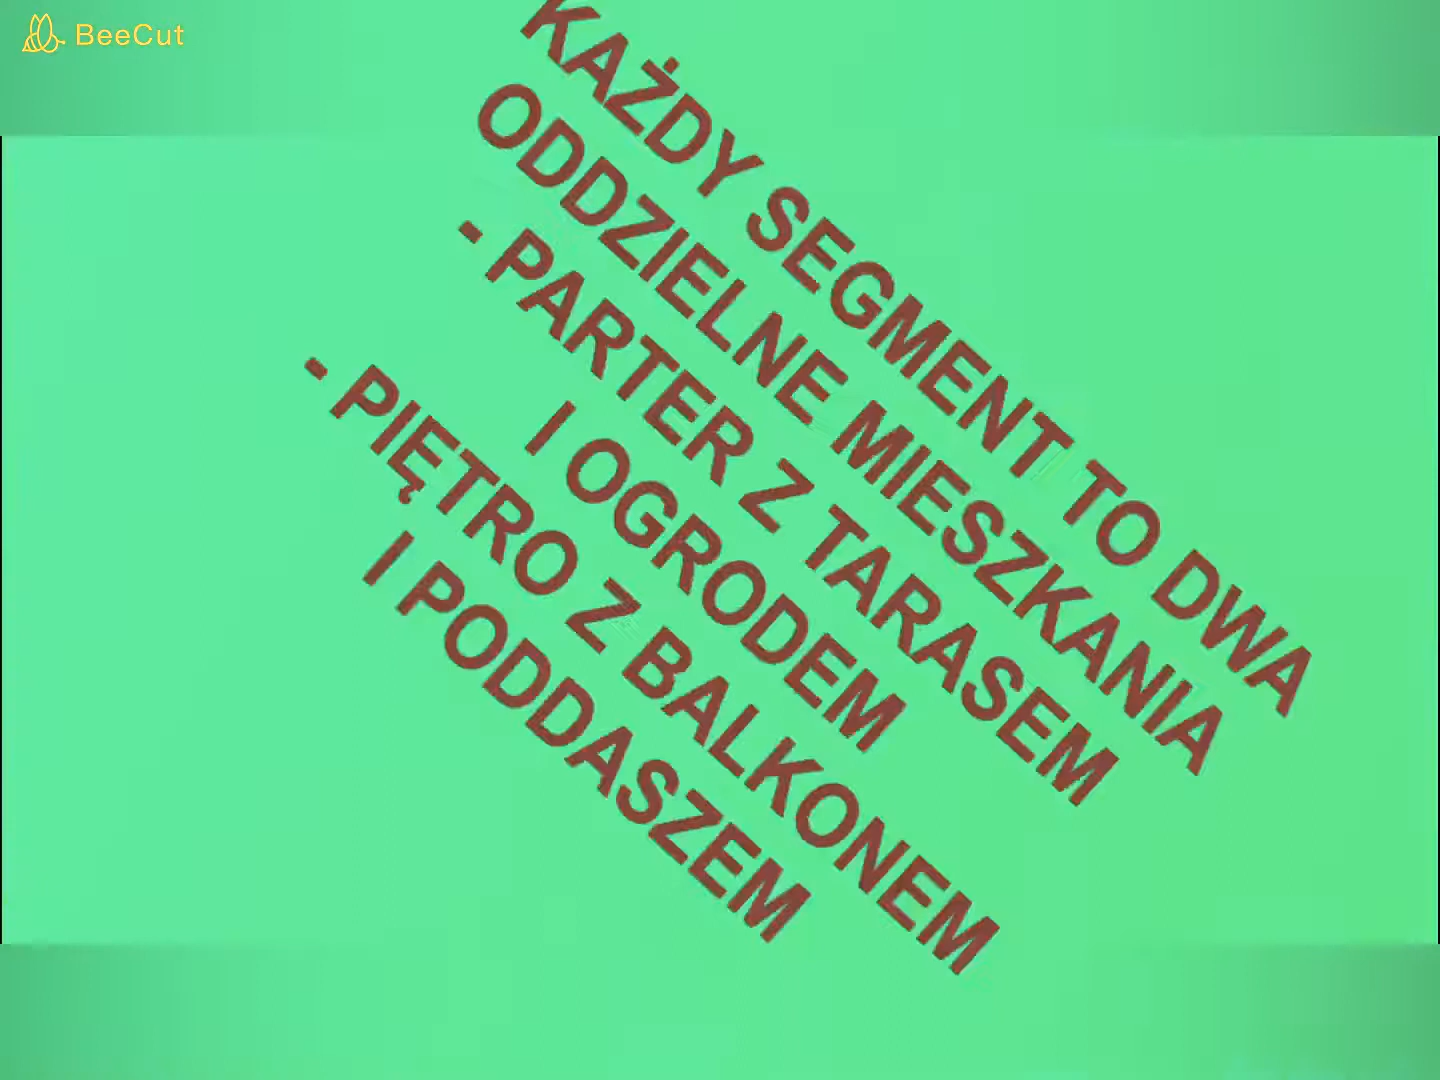 BeeCut
KAŻDY SEGMENT TO DWA
ODDZIELNE MIESZKANIA
- PARTER Z TARASEM
I OGRODEM
- PIĘTRO Z BALKONEM
I PODDASZEM